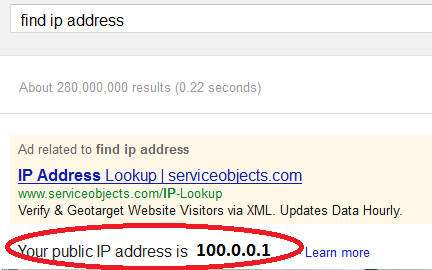 find ip address
About 280,000,000 results (0.22 seconds)
Ad related to find ip address
IP Address Lookup | serviceobjects.com
www.serviceobjects.com/IP-Lookup
Verify & Geotarget Website Visitors via XML. Updates Data Hourly.
Your public IP address is 100.0.0.1 Learn more